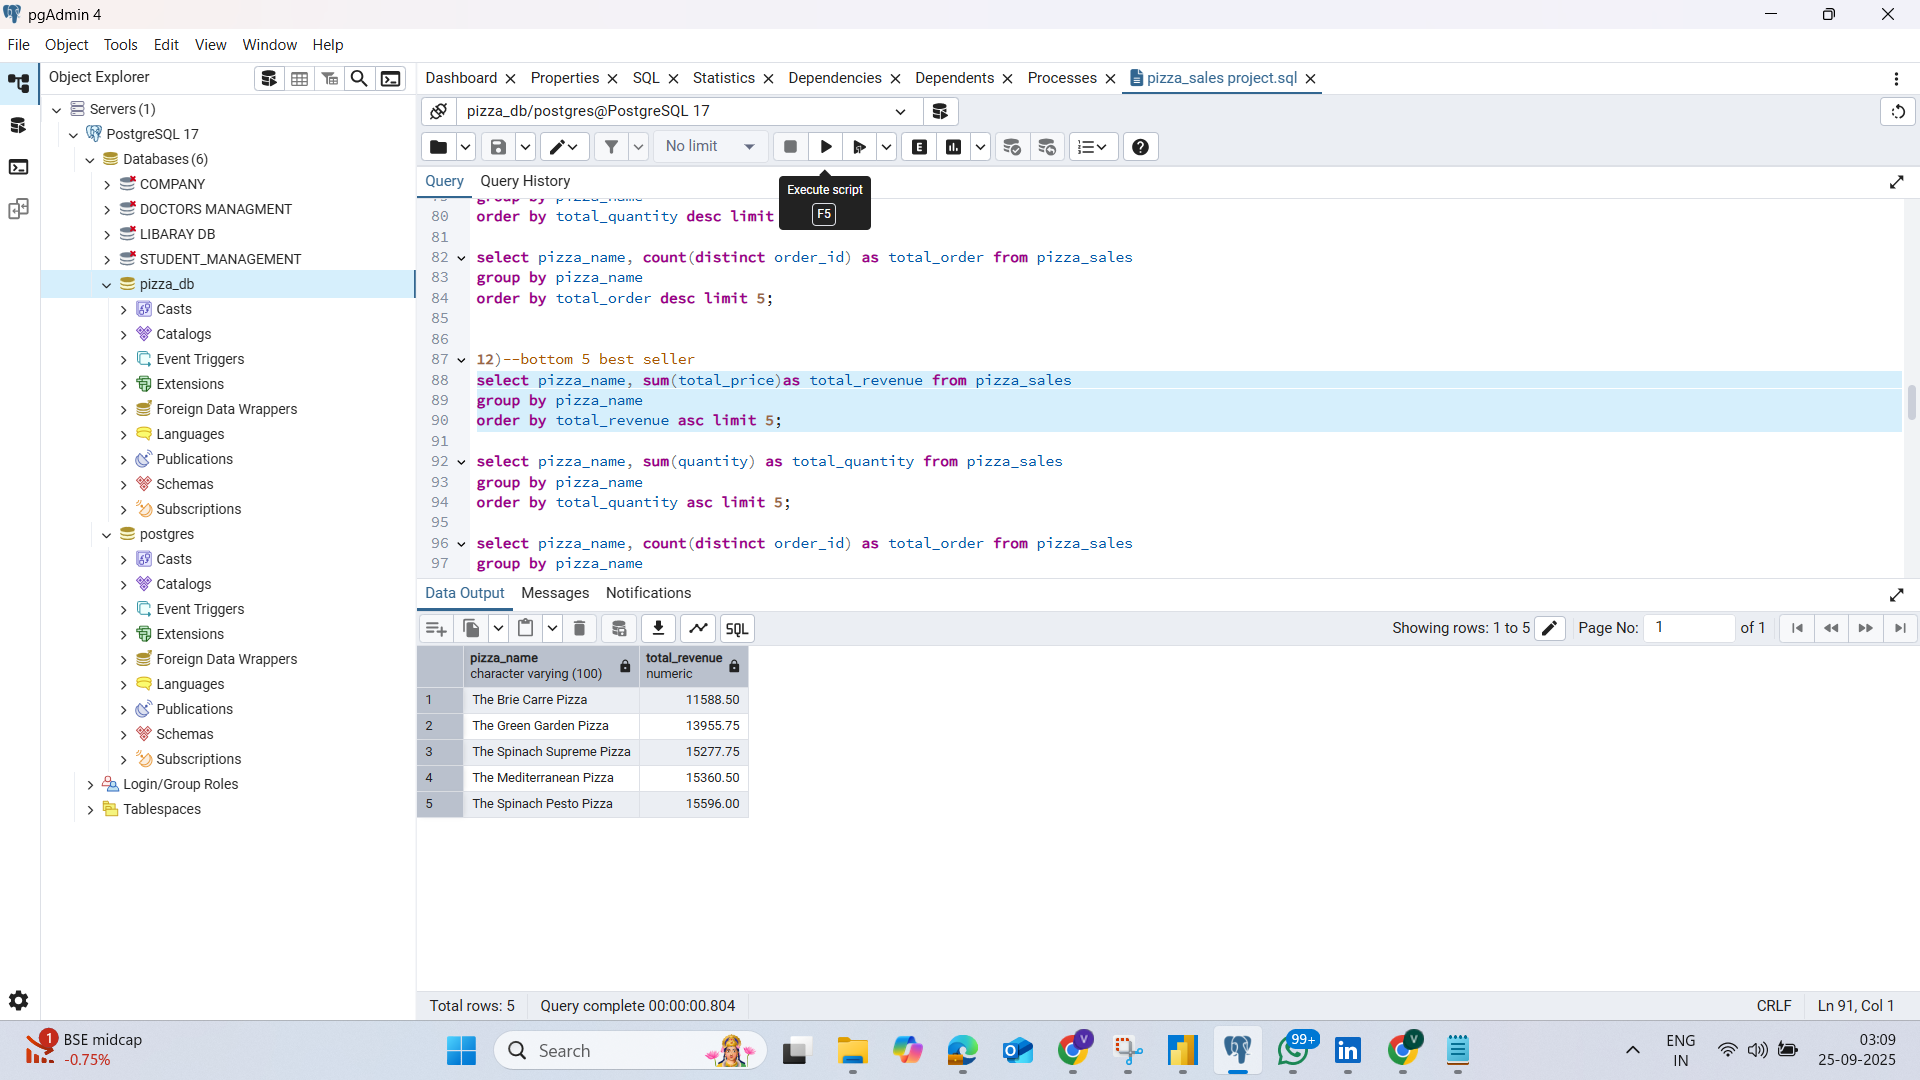 pgAdmin 4
File Object Tools Edit View Window Help
Object Explorer
Dashboard Properties SQL Statistics Dependencies Dependents Processes pizza_sales project.sql
Servers (1)
PostgreSQL 17
Databases (6)
COMPANY
DOCTORS MANAGMENT
LIBARAY DB
STUDENT_MANAGEMENT
pizza_db
Casts
Catalogs
Event Triggers
Extensions
Foreign Data Wrappers
Languages
Publications
Schemas
Subscriptions
postgres
Casts
Catalogs
Event Triggers
Extensions
Foreign Data Wrappers
Languages
Publications
Schemas
Subscriptions
Login/Group Roles
Tablespaces
pizza_db/postgres@PostgreSQL 17
No limit
E
Query Query History
Execute script
F5
group by pizza_name
80 order by total_quantity desc limit
81
82 select pizza_name, count(distinct order_id) as total_order from pizza_sales
83 group by pizza_name
84 order by total_order desc limit 5;
85
86
87 12)--bottom 5 best seller
88 select pizza_name, sum(total_price)as total_revenue from pizza_sales
89 group by pizza_name
90 order by total_revenue asc limit 5;
91
92 select pizza_name, sum(quantity) as total_quantity from pizza_sales
93 group by pizza_name
94 order by total_quantity asc limit 5;
95
96 select pizza_name, count(distinct order_id) as total_order from pizza_sales
97 group by pizza_name
Data Output Messages Notifications
SQL
Showing rows: 1 to 5 Page No: 1 of 1
pizza_name total_revenue
character varying (100) numeric
1 The Brie Carre Pizza 11588.50
2 The Green Garden Pizza 13955.75
3 The Spinach Supreme Pizza 15277.75
4 The Mediterranean Pizza 15360.50
5 The Spinach Pesto Pizza 15596.00
Total rows: 5 Query complete 00:00:00.804 CRLF Ln 91, Col 1
1 BSE midcap
-0.75%
Search
V
99+
V
ENG
IN
03:09
25-09-2025